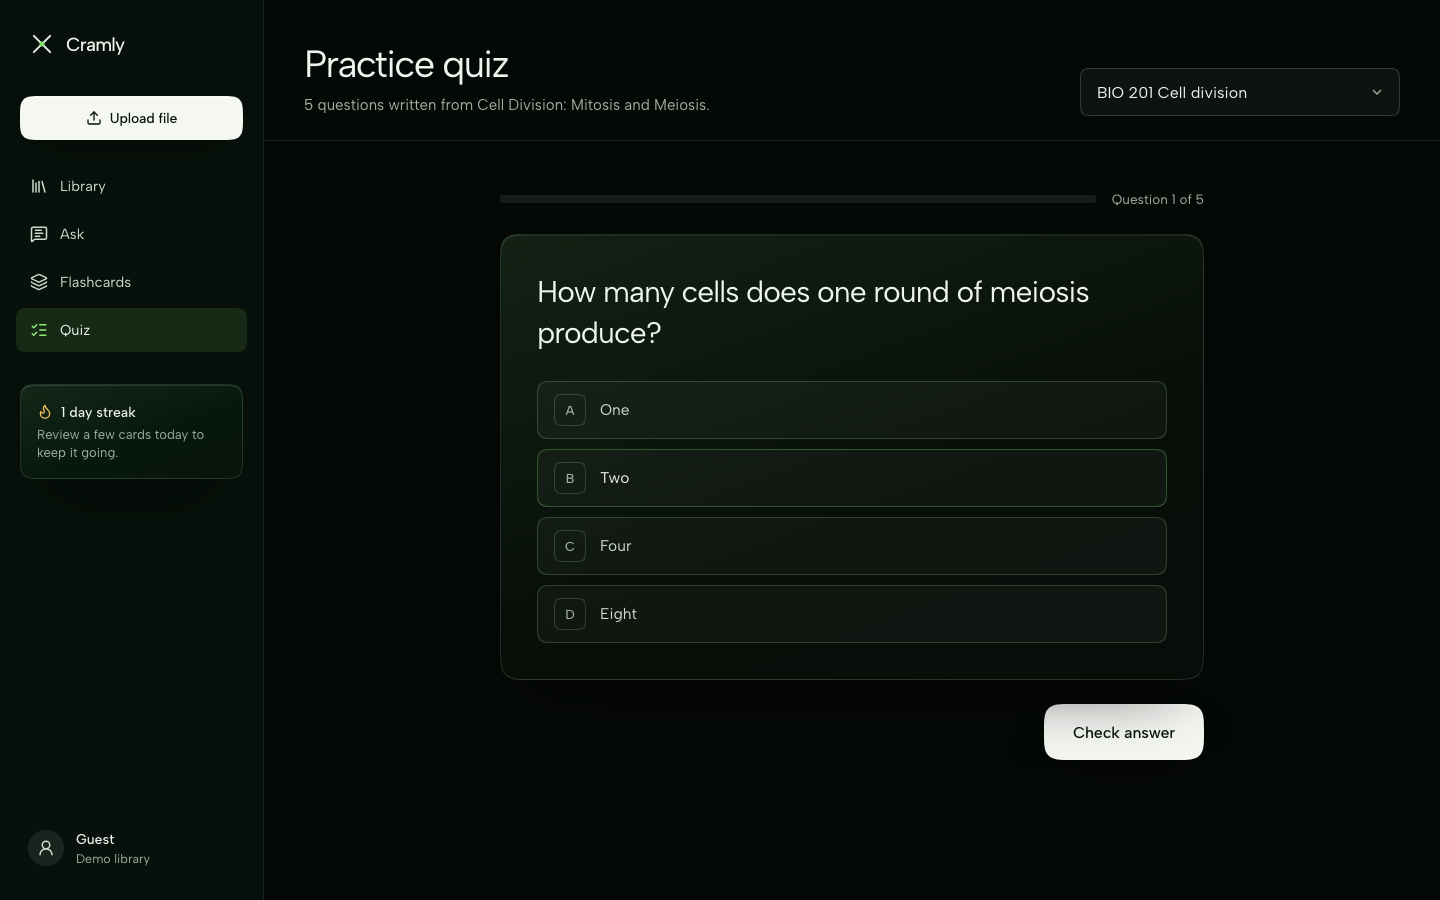 Cramly
Upload file
Library
Ask
Flashcards
Quiz
1 day streak
Review a few cards today to
keep it going.
Guest
Demo library
Practice quiz
5 questions written from Cell Division: Mitosis and Meiosis.
BIO 201 Cell division
Question 1 of 5
How many cells does one round of meiosis
produce?
A One
B Two
C Four
D Eight
Check answer